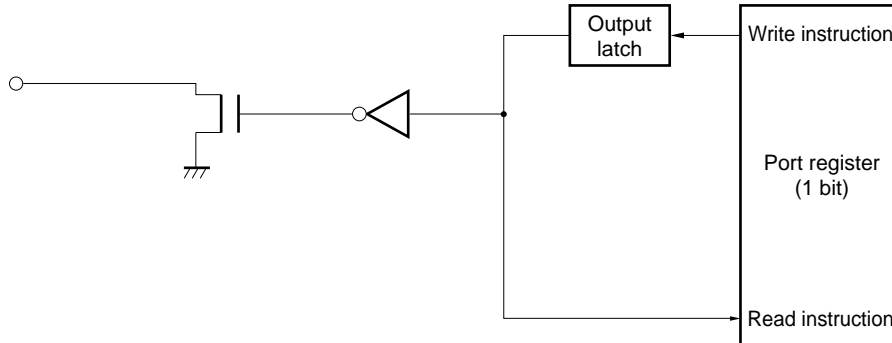 Output
latch
Write instruction
Port register
(1 bit)
Read instruction